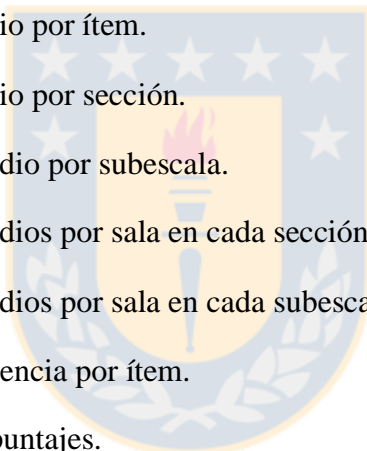 io por ítem.
io por sección.
dio por subescala.
dios por sala en cada sección
dios por sala en cada subesca
encia por ítem.
puntajes.